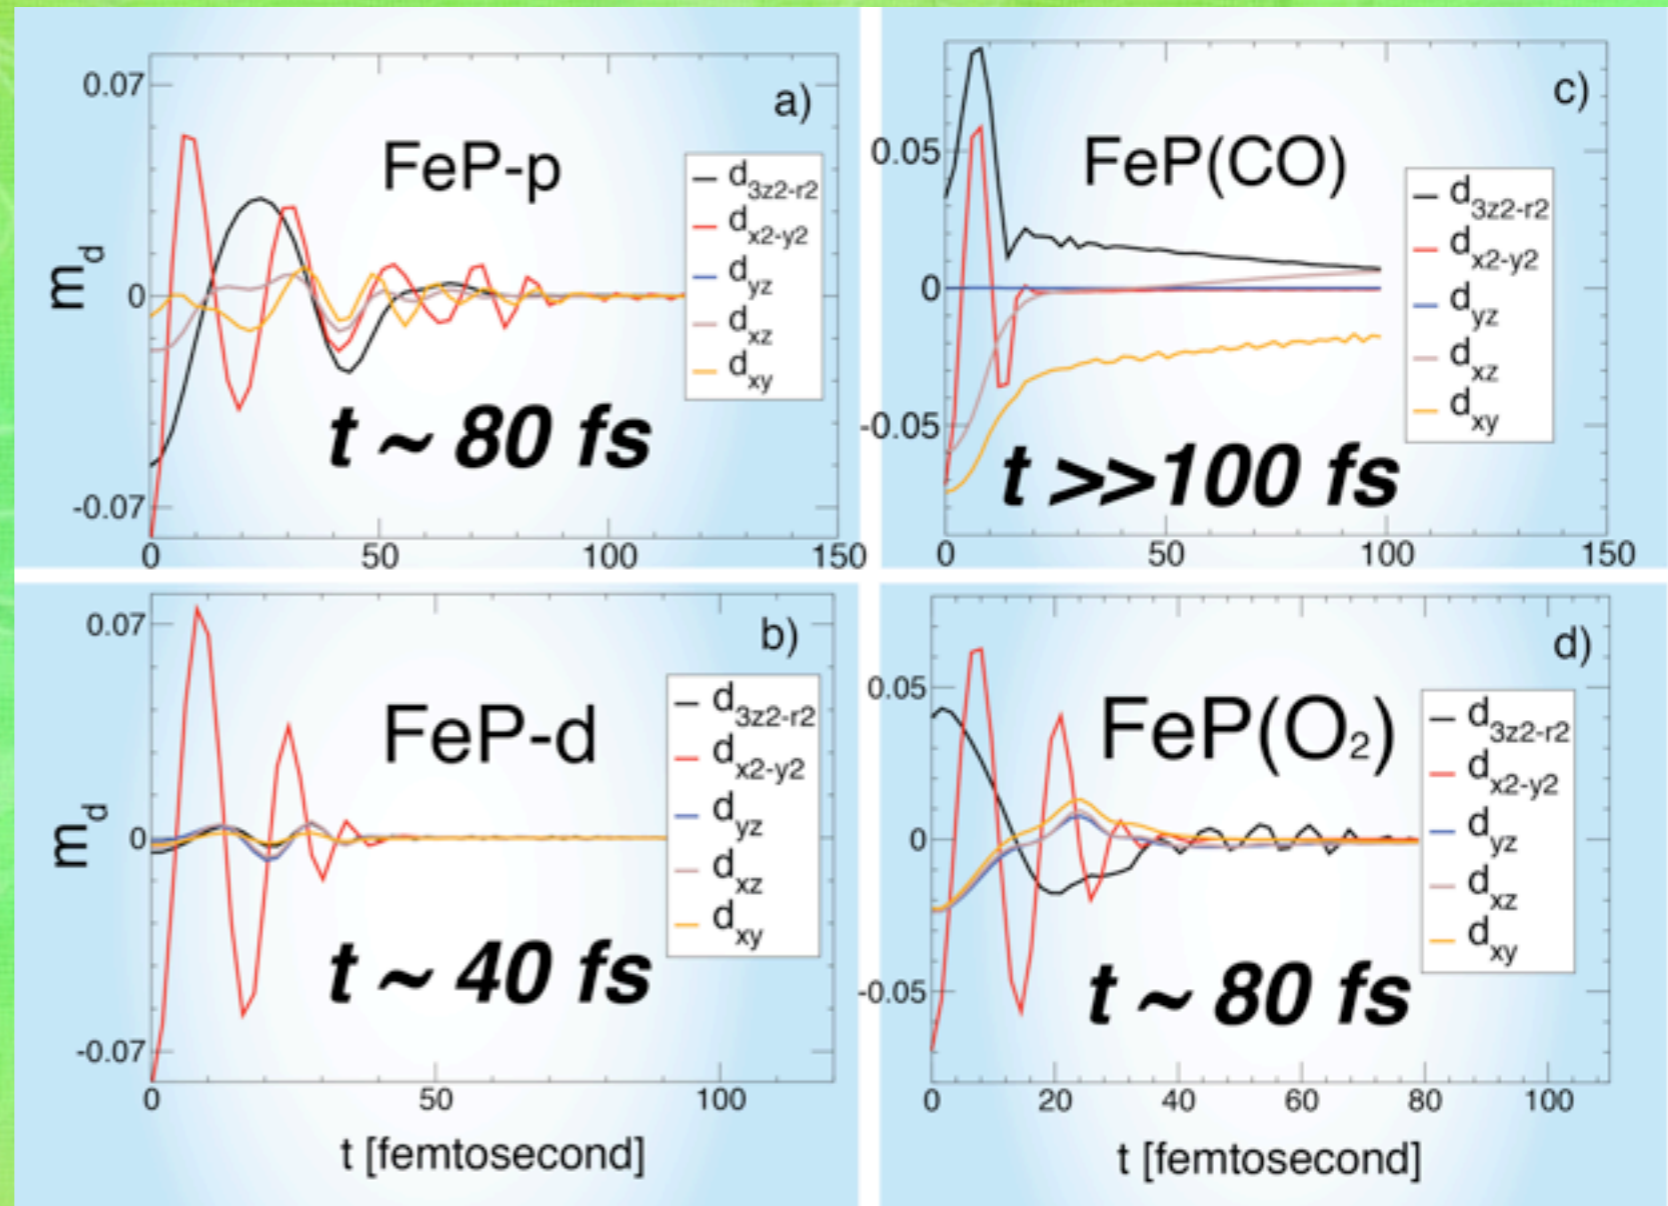 a)
0.07
FeP-p
d3z2-r2
dx2-y2
dyz
dxz
dxy
md
0
t ~ 80 fs
-0.07
0 50 100 150
c)
0.05
FeP(CO)
d3z2-r2
dx2-y2
dyz
dxz
dxy
0
-0.05
t >>100 fs
0 50 100 150
b)
0.07
FeP-d
d3z2-r2
dx2-y2
dyz
dxz
dxy
md
0
t ~ 40 fs
-0.07
0 50 100
t [femtosecond]
d)
0.05
FeP(O2)
d3z2-r2
dx2-y2
dyz
dxz
dxy
0
-0.05
t ~ 80 fs
0 20 40 60 80 100
t [femtosecond]